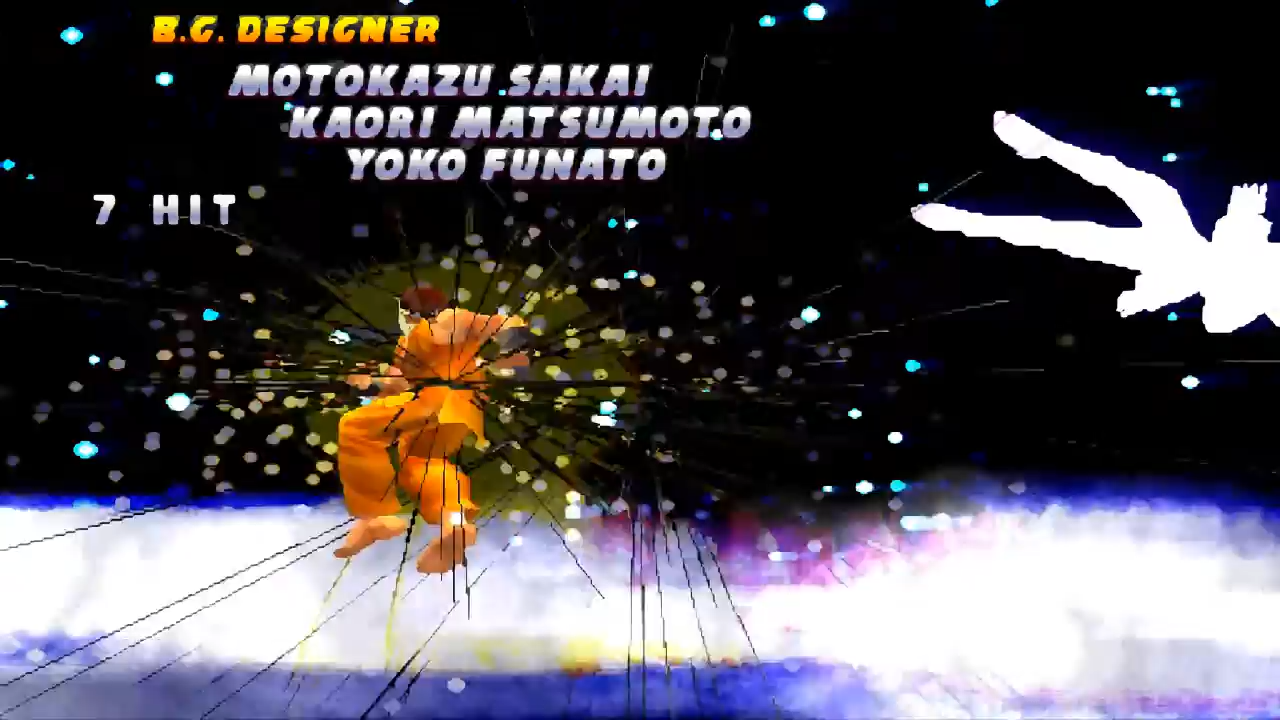 B.G. DESIGNER
MOTOKAZU SAKAI
KAORI MATSUMOTO
YOKO FUNATO
7 HIT